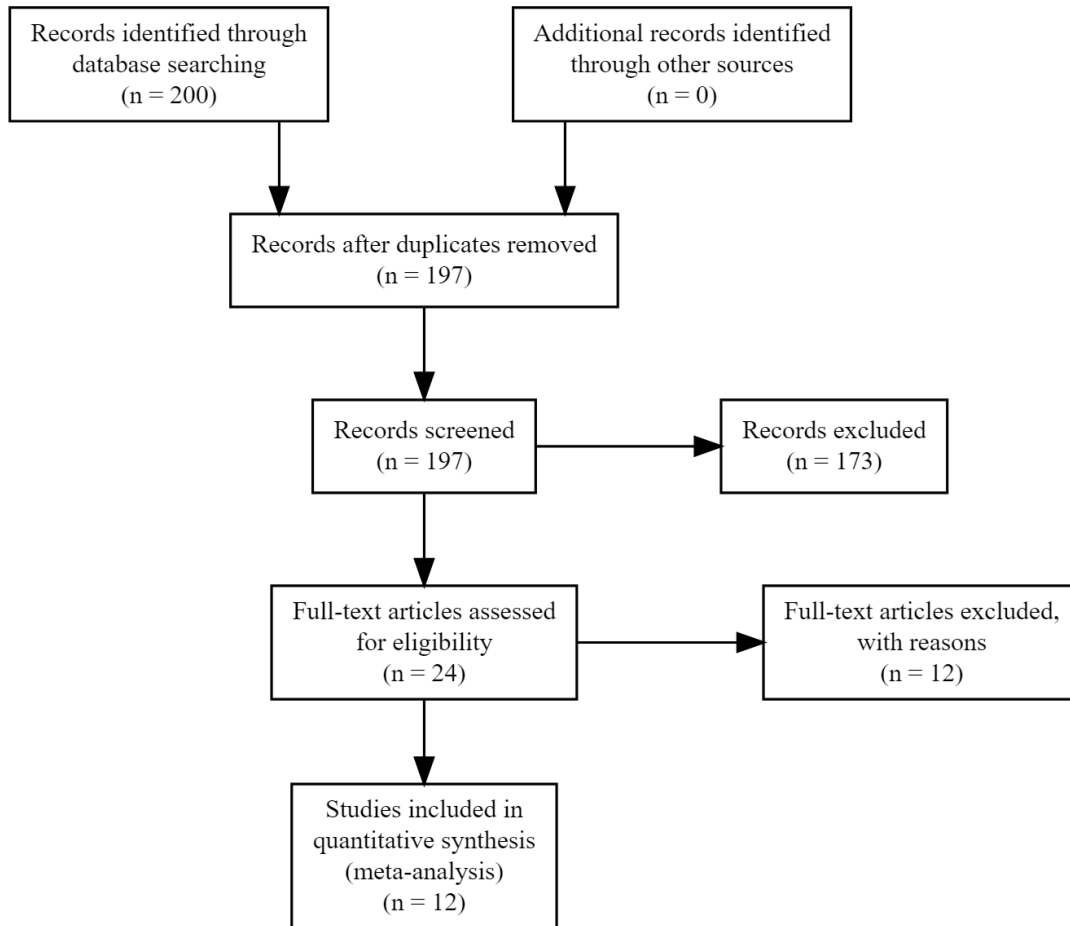 Records identified through
database searching
(n = 200)
Additional records identified
through other sources
(n = 0)
Records after duplicates removed
(n = 197)
Records screened
(n = 197)
Records excluded
(n = 173)
Full-text articles assessed
for eligibility
(n = 24)
Full-text articles excluded,
with reasons
(n = 12)
Studies included in
quantitative synthesis
(meta-analysis)
(n = 12)